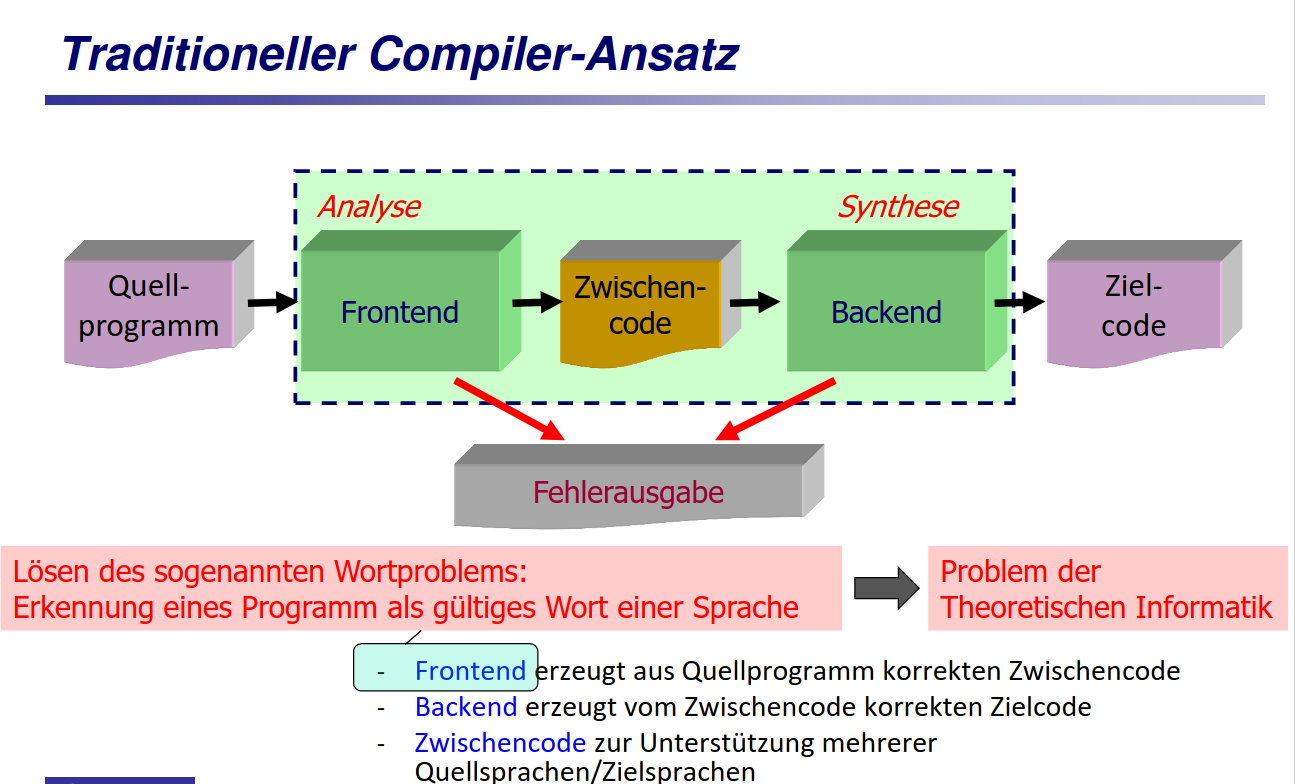 Traditioneller Compiler-Ansatz
Analyse
Synthese
Quell-
programm
Frontend
Zwischen-
code
Backend
Ziel-
code
Fehlerausgabe
Lösen des sogenannten Wortproblems:
Erkennung eines Programm als gültiges Wort einer Sprache
Problem der
Theoretischen Informatik
- Frontend erzeugt aus Quellprogramm korrekten Zwischencode
- Backend erzeugt vom Zwischencode korrekten Zielcode
- Zwischencode zur Unterstützung mehrerer
Quellsprachen/Zielsprachen